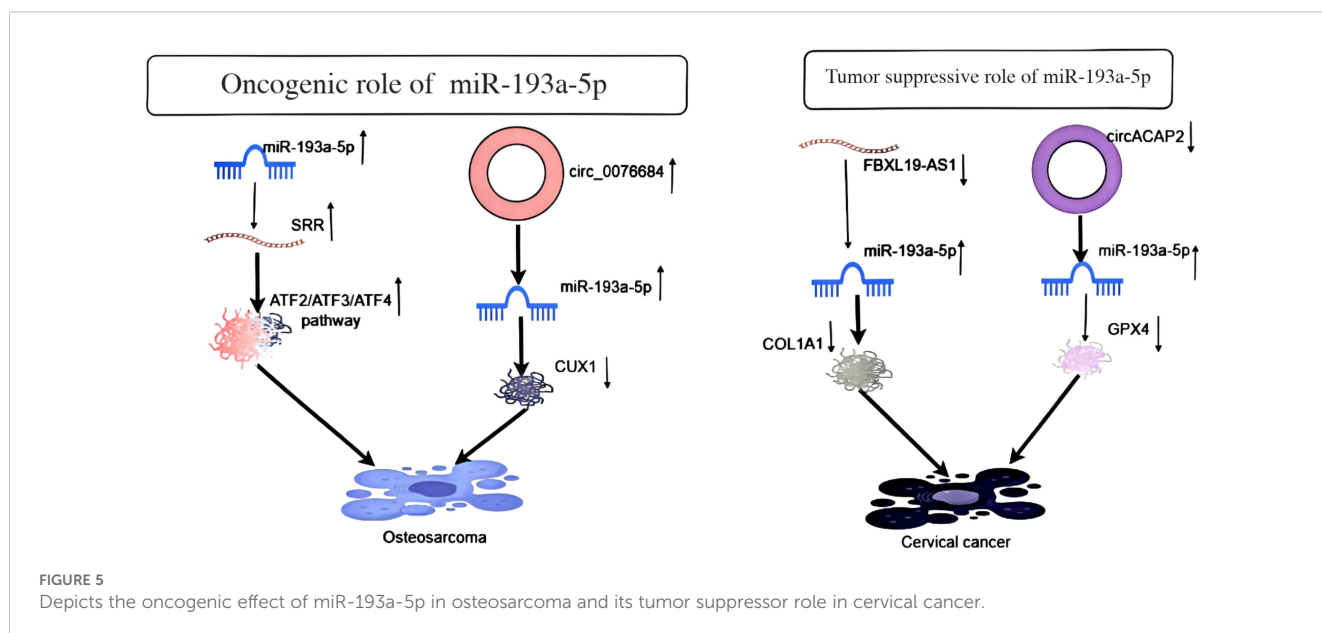 Oncogenic role of miR-193a-5p
miR-193a-5p
SRR
ATF2/ATF3/ATF4
pathway
circ_0076684
miR-193a-5p
CUX1
Osteosarcoma
Tumor suppressive role of miR-193a-5p
FBXL19-AS1
miR-193a-5p
COL1A1
circACAP2
miR-193a-5p
GPX4
Cervical cancer
FIGURE 5
Depicts the oncogenic effect of miR-193a-5p in osteosarcoma and its tumor suppressor role in cervical cancer.